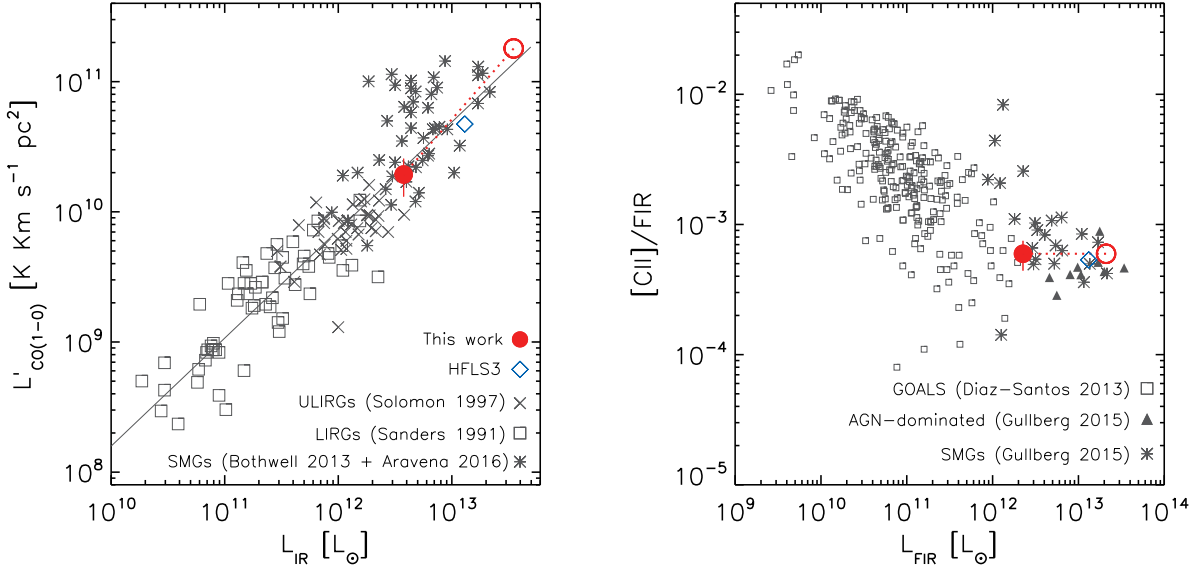 L'CO(1−0) [K Km s−1 pc2]
10^11
10^10
10^9
10^8
This work
HFLS3
ULIRGs (Solomon 1997)
LIRGs (Sanders 1991)
SMGs (Bothwell 2013 + Aravena 2016)
10^10 10^11 10^12 10^13
L_IR [L_⊙]
[CII]/FIR
10^−2
10^−3
10^−4
10^−5
GOALS (Diaz−Santos 2013)
AGN−dominated (Gullberg 2015)
SMGs (Gullberg 2015)
10^9 10^10 10^11 10^12 10^13 10^14
L_FIR [L_⊙]